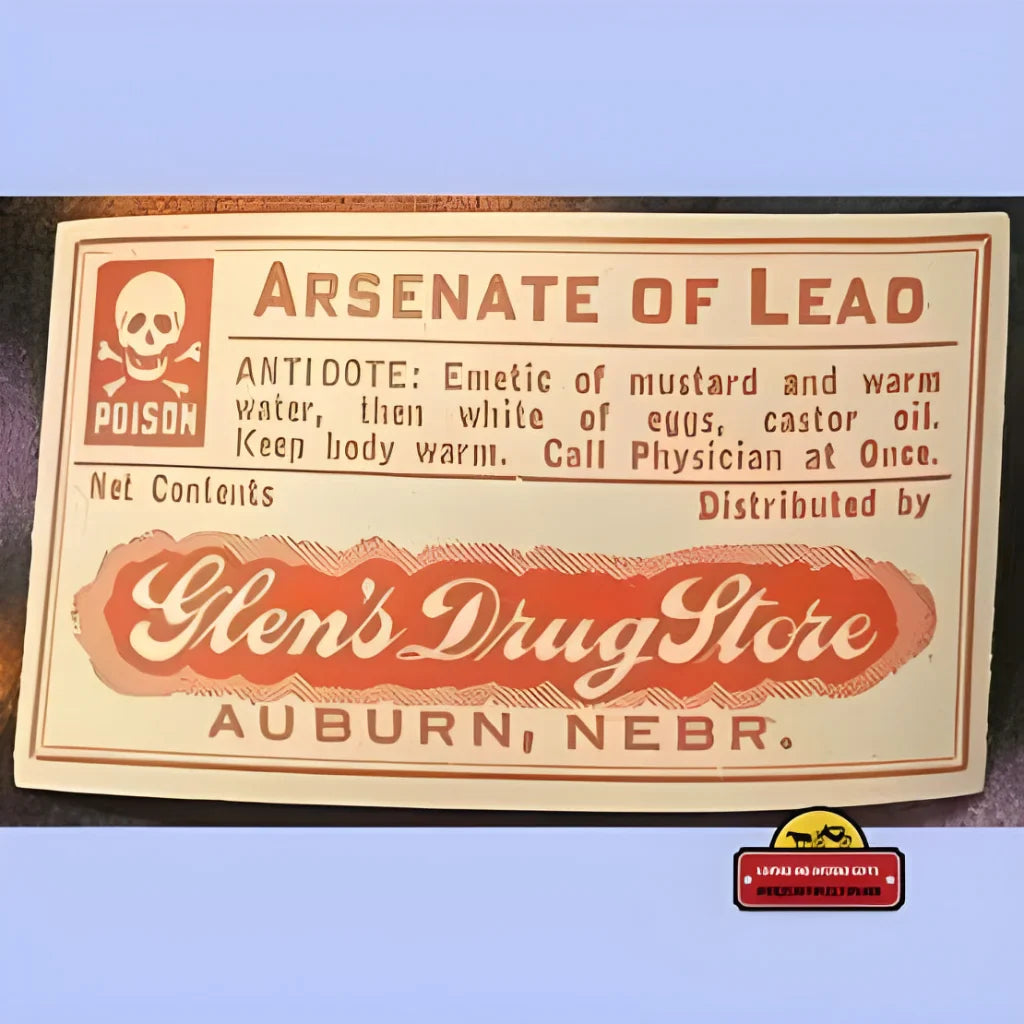 POISON
ARSENATE OF LEAD
ANTIDOTE: Emetic of mustard and warm
water, then white of eggs, castor oil.
Keep body warm. Call Physician at Once.
Net Contents
Distributed by
Glen's Drug Store
AUBURN, NEBR.